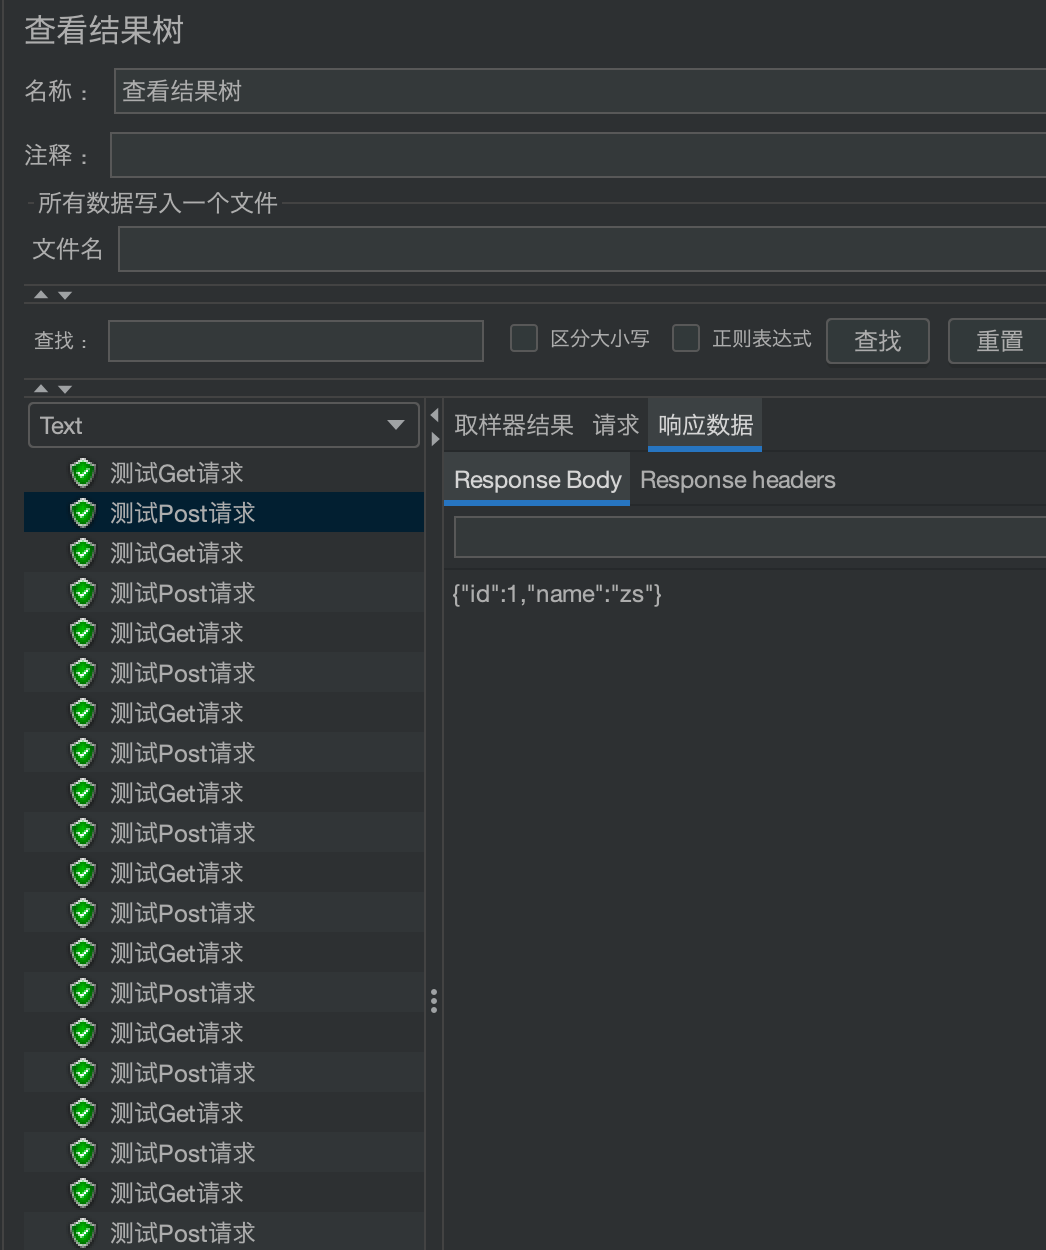 查看结果树
名称： 查看结果树
注释：
所有数据写入一个文件
文件名
查找： 区分大小写 正则表达式 查找 重置
Text
取样器结果 请求 响应数据
测试Get请求
Response Body Response headers
测试Post请求
测试Get请求
{"id":1,"name":"zs"}
测试Post请求
测试Get请求
测试Post请求
测试Get请求
测试Post请求
测试Get请求
测试Post请求
测试Get请求
测试Post请求
测试Get请求
测试Post请求
测试Get请求
测试Post请求
测试Get请求
测试Post请求
测试Get请求
测试Post请求